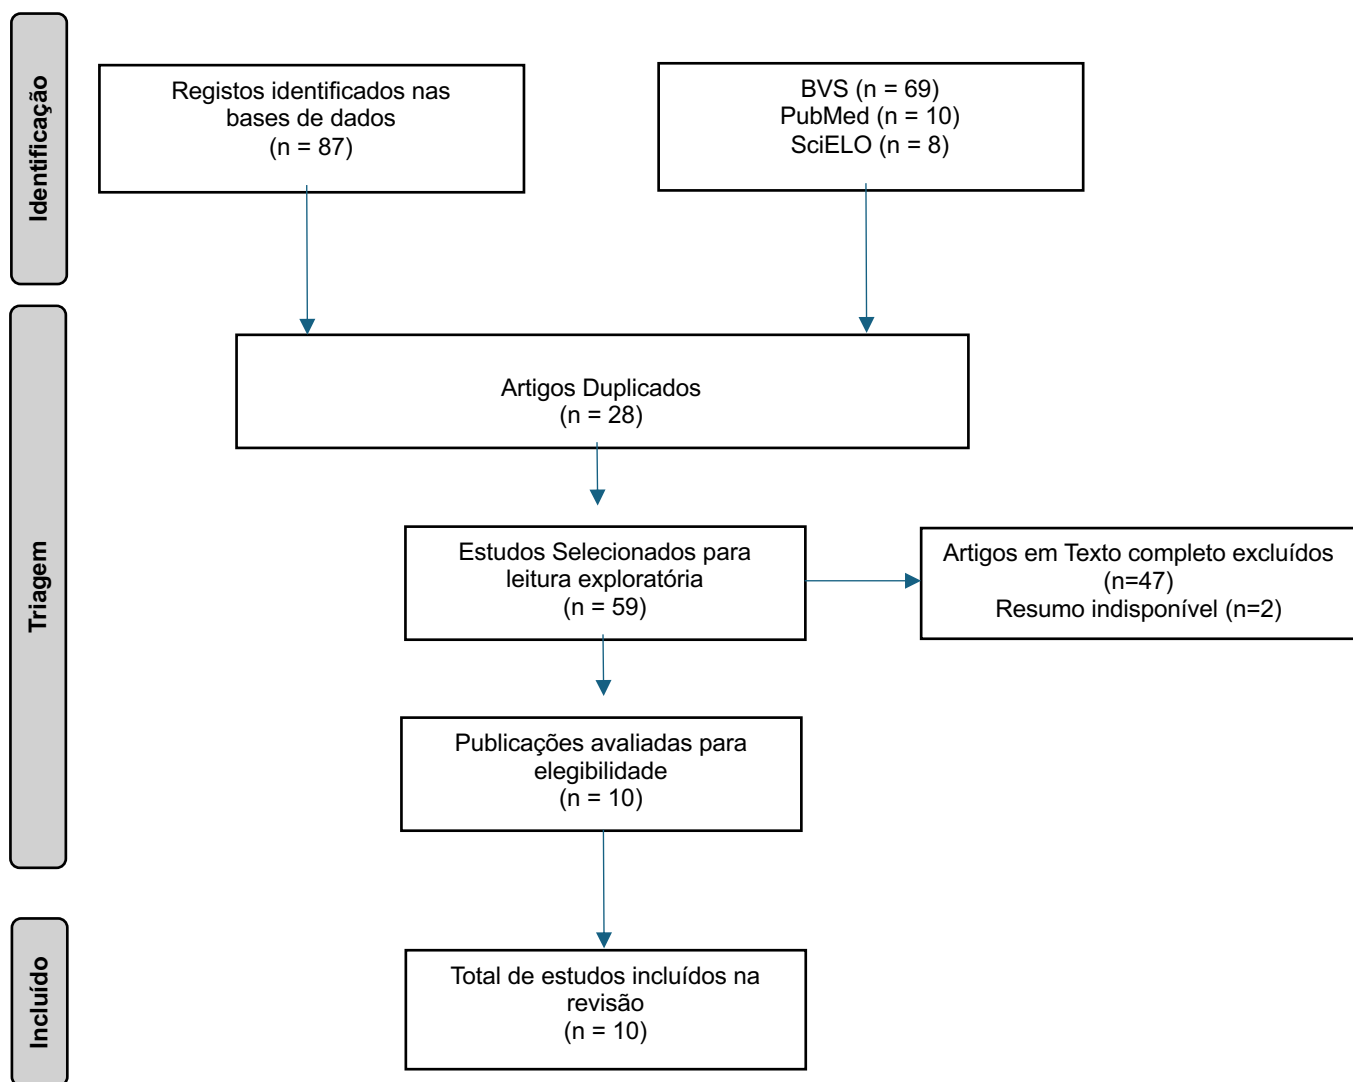 Identificação
Registos identificados nas
bases de dados
(n = 87)
BVS (n = 69)
PubMed (n = 10)
SciELO (n = 8)
Triagem
Artigos Duplicados
(n = 28)
Estudos Selecionados para
leitura exploratória
(n = 59)
Artigos em Texto completo excluídos
(n=47)
Resumo indisponível (n=2)
Publicações avaliadas para
elegibilidade
(n = 10)
Incluído
Total de estudos incluídos na
revisão
(n = 10)